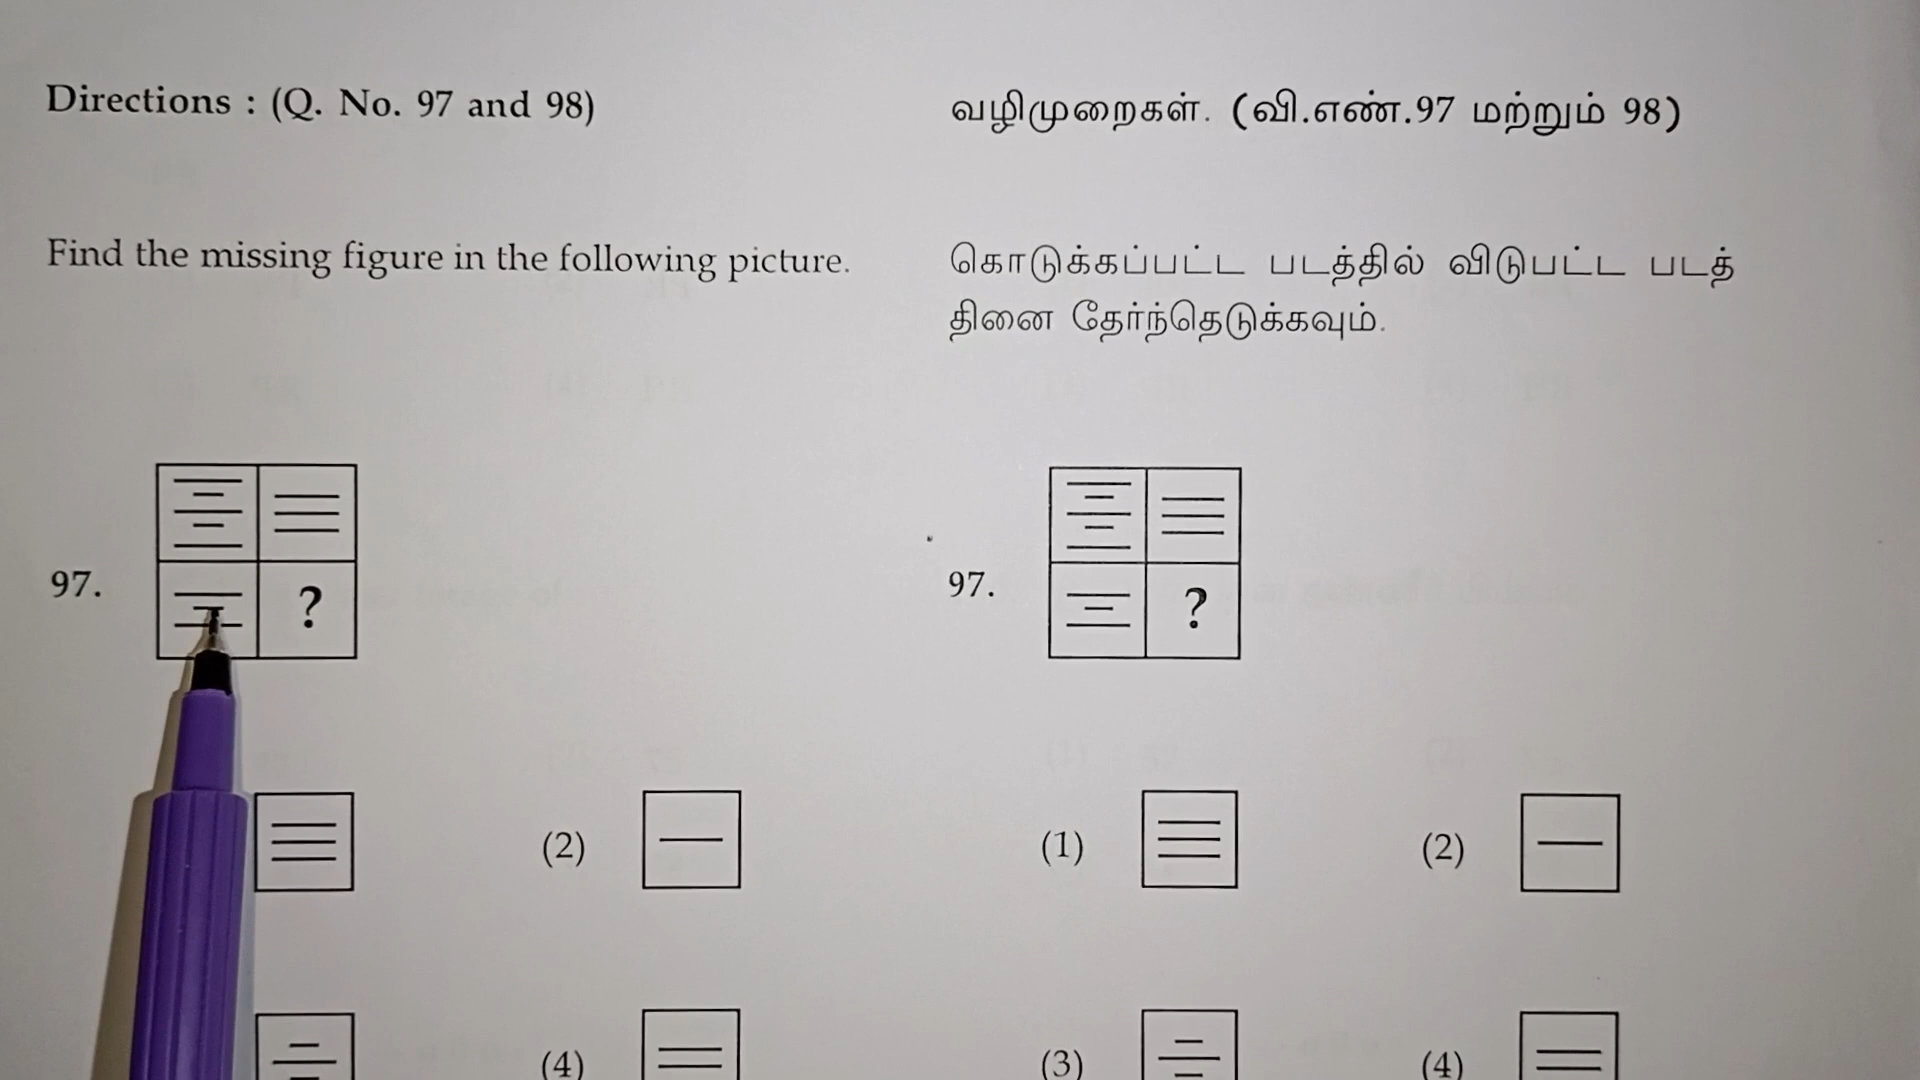 Directions : (Q. No. 97 and 98)
Find the missing figure in the following picture.
97.
?
(2)
(4)
வழிமுறைகள். (வி.எண்.97 மற்றும் 98)
கொடுக்கப்பட்ட படத்தில் விடுபட்ட படத்
தினை தேர்ந்தெடுக்கவும்.
97.
?
(1)
(2)
(3)
(4)